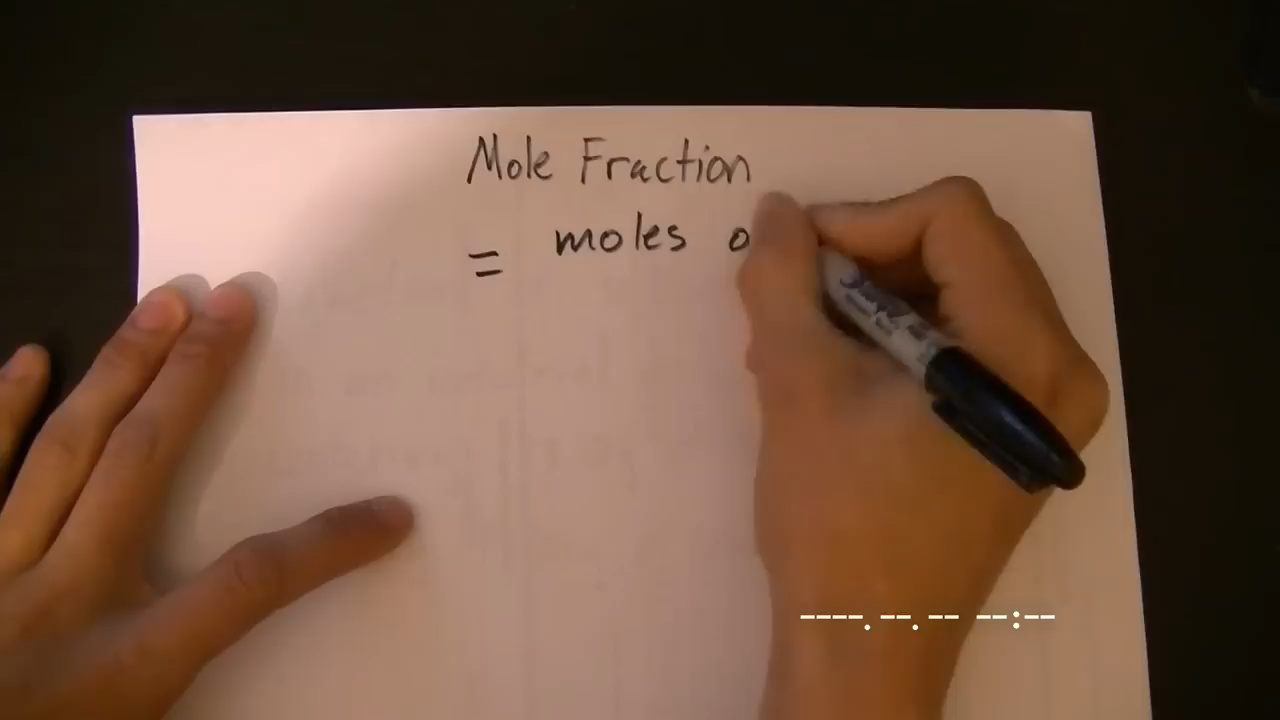 Mole Fraction
= moles o
----.--.-- --:--